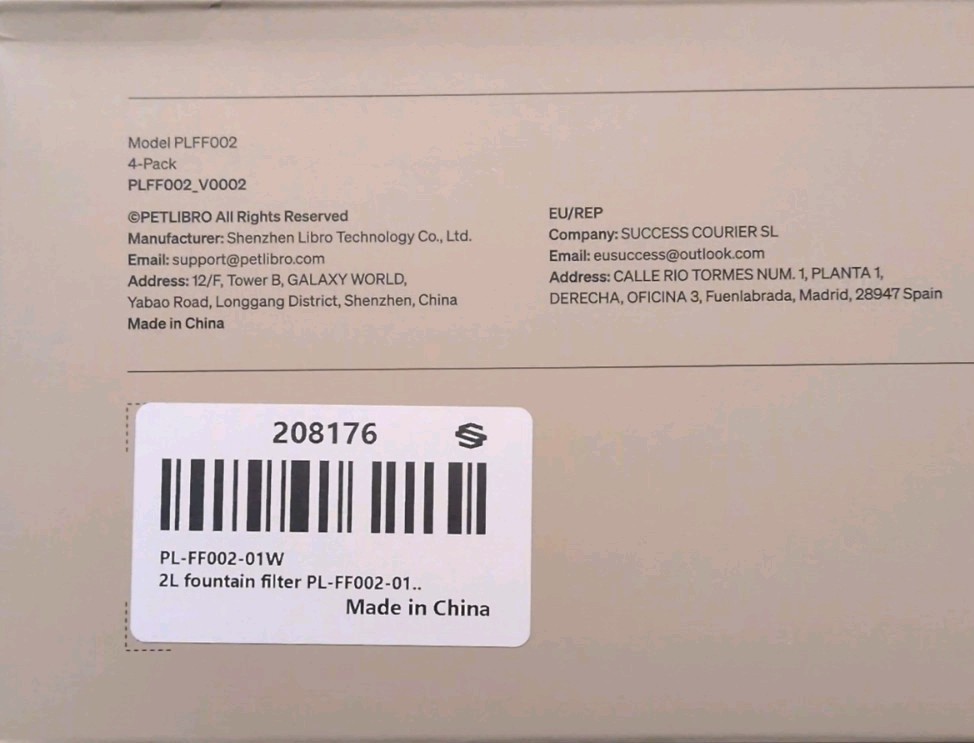 Model PLFF002
4-Pack
PLFF002_V0002
©PETLIBRO All Rights Reserved
Manufacturer: Shenzhen Libro Technology Co., Ltd.
Email: support@petlibro.com
Address: 12/F, Tower B, GALAXY WORLD,
Yabao Road, Longgang District, Shenzhen, China
Made in China
EU/REP
Company: SUCCESS COURIER SL
Email: eusuccess@outlook.com
Address: CALLE RIO TORMES NUM. 1, PLANTA 1,
DERECHA, OFICINA 3, Fuenlabrada, Madrid, 28947 Spain
208176
PL-FF002-01W
2L fountain filter PL-FF002-01..
Made in China